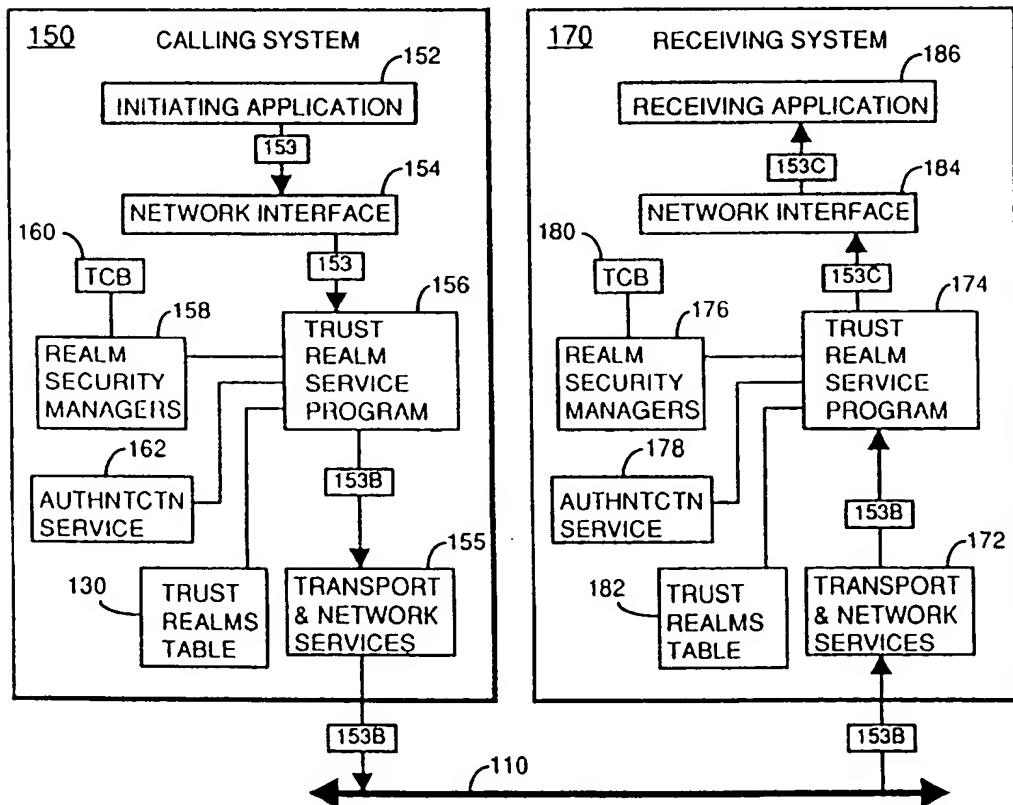 150 CALLING SYSTEM
152
INITIATING APPLICATION
153
154
NETWORK INTERFACE
160
TCB
153
156
158
REALM
SECURITY
MANAGERS
TRUST
REALM
SERVICE
PROGRAM
162
AUTHNTCTN
SERVICE
153B
155
130
TRUST
REALMS
TABLE
TRANSPORT
& NETWORK
SERVICES
153B
170 RECEIVING SYSTEM
186
RECEIVING APPLICATION
153C
184
NETWORK INTERFACE
180
TCB
153C
174
176
REALM
SECURITY
MANAGERS
TRUST
REALM
SERVICE
PROGRAM
178
AUTHNTCTN
SERVICE
153B
172
182
TRUST
REALMS
TABLE
TRANSPORT
& NETWORK
SERVICES
153B
110